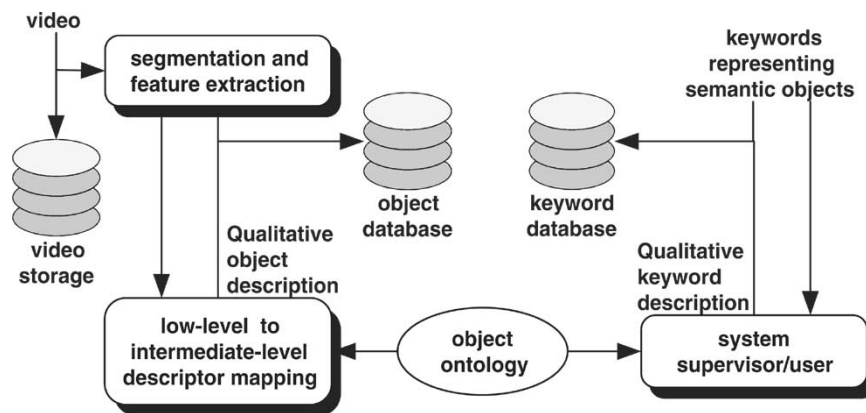 video
segmentation and
feature extraction
keywords
representing
semantic objects
object
database
keyword
database
video
storage
Qualitative
object
description
Qualitative
keyword
description
low-level to
intermediate-level
descriptor mapping
object
ontology
system
supervisor/user